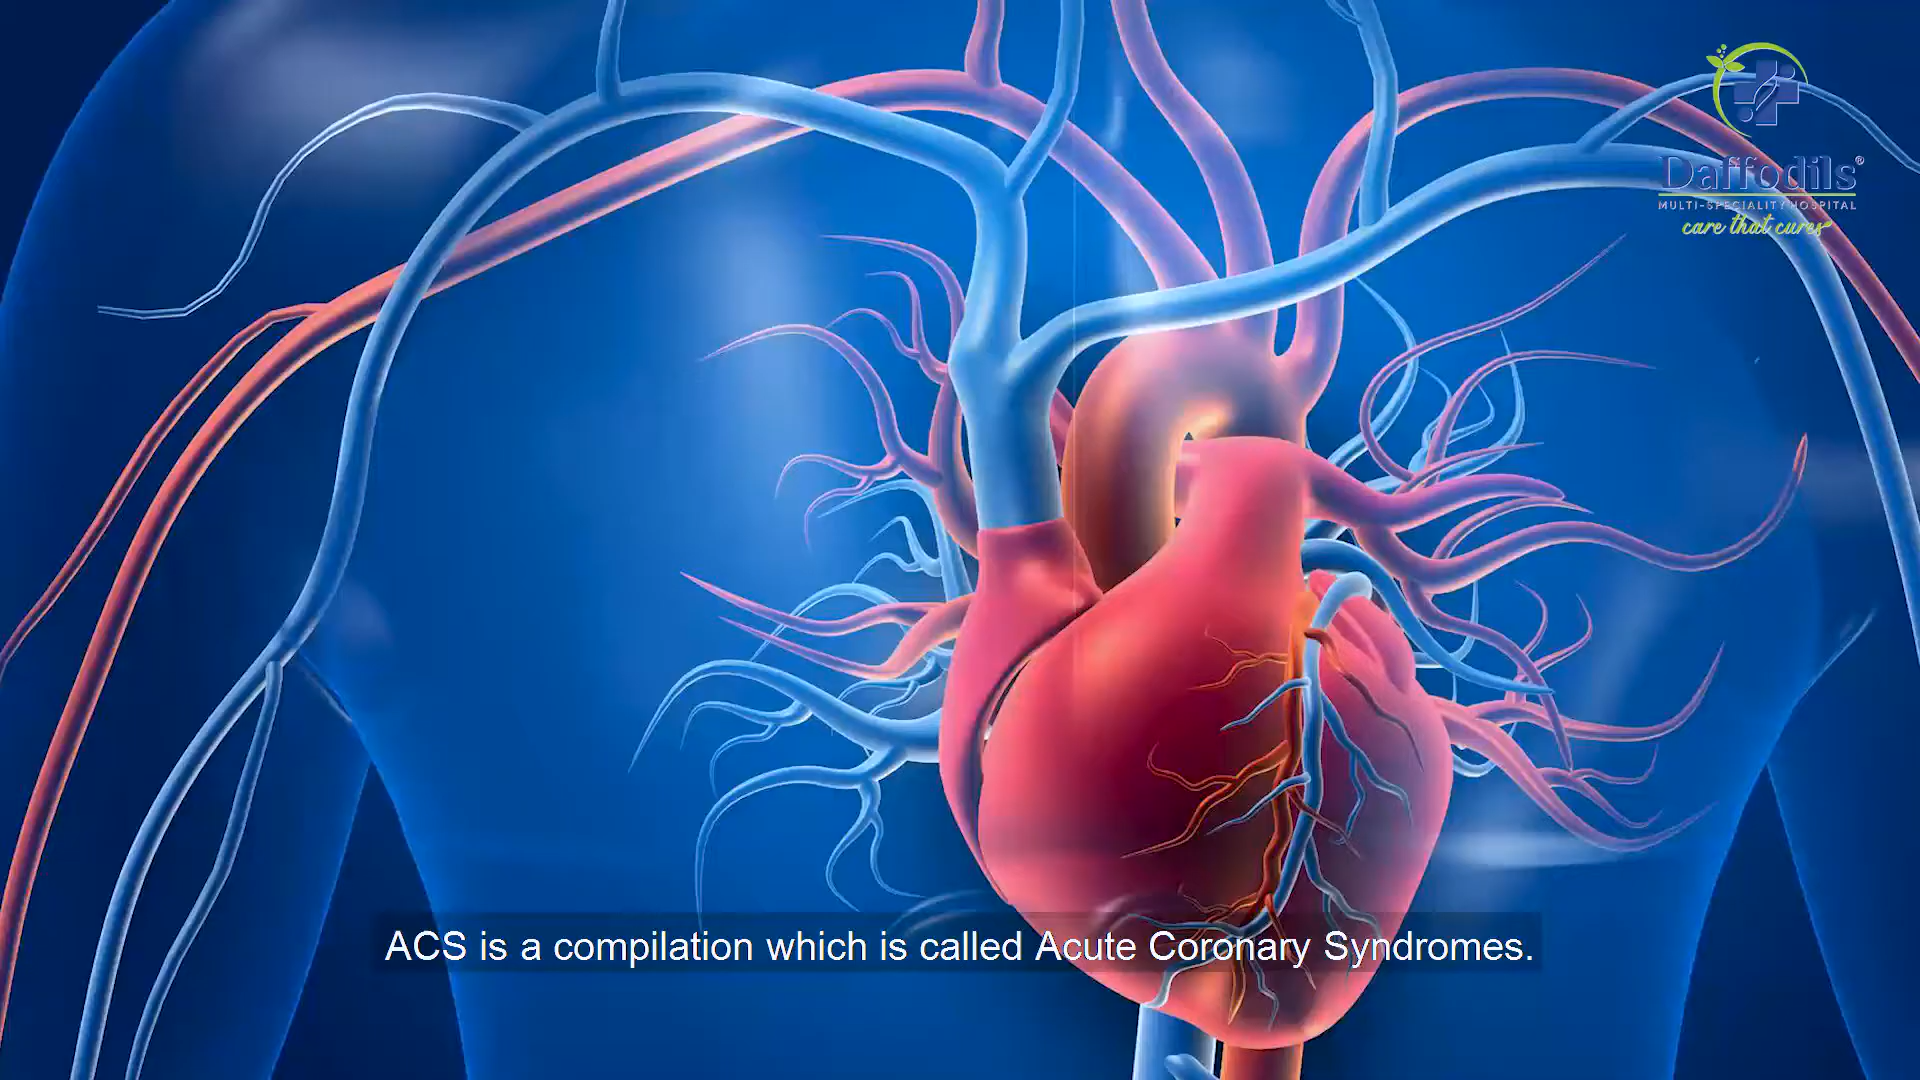 Daffodils®
MULTI-SPECIALITY HOSPITAL
care that cures
ACS is a compilation which is called Acute Coronary Syndromes.